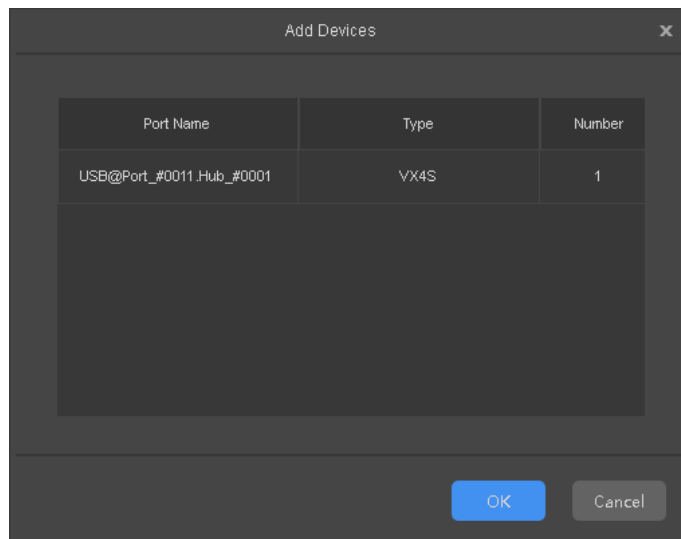 Add Devices x
Port Name Type Number
USB@Port_#0011.Hub_#0001 VX4S 1
OK Cancel